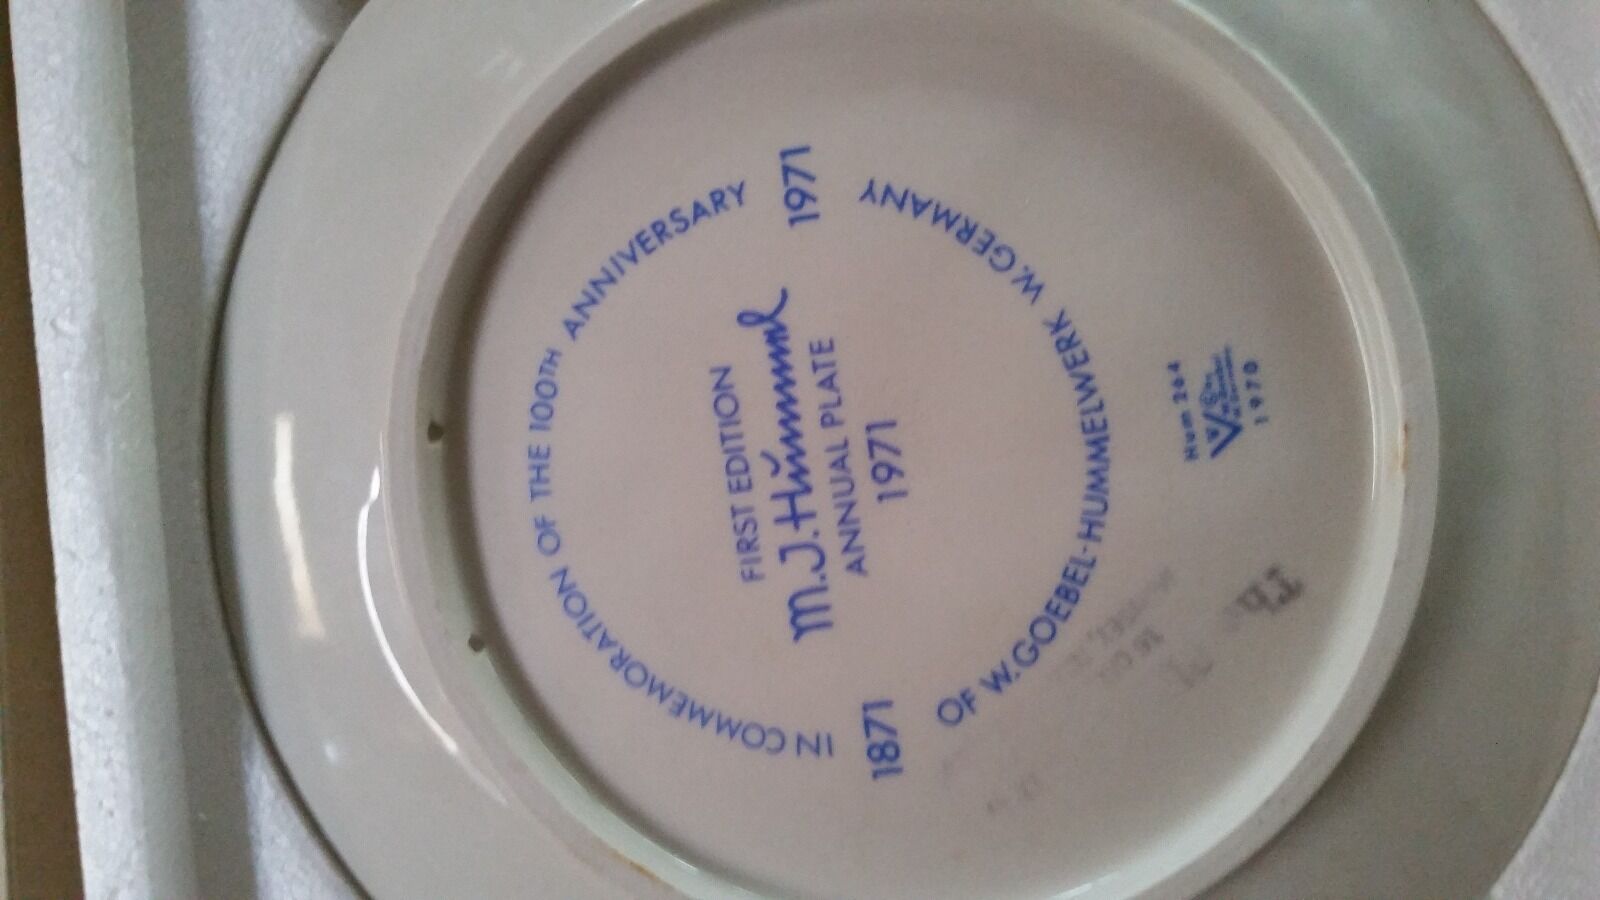 IN COMMEMORATION OF THE 100TH ANNIVERSARY
1871
1971
FIRST EDITION
M.J.Hümmel
ANNUAL PLATE
1971
OF W.GOEBEL-HUMMELWERK W.GERMANY
Hum 264
1970